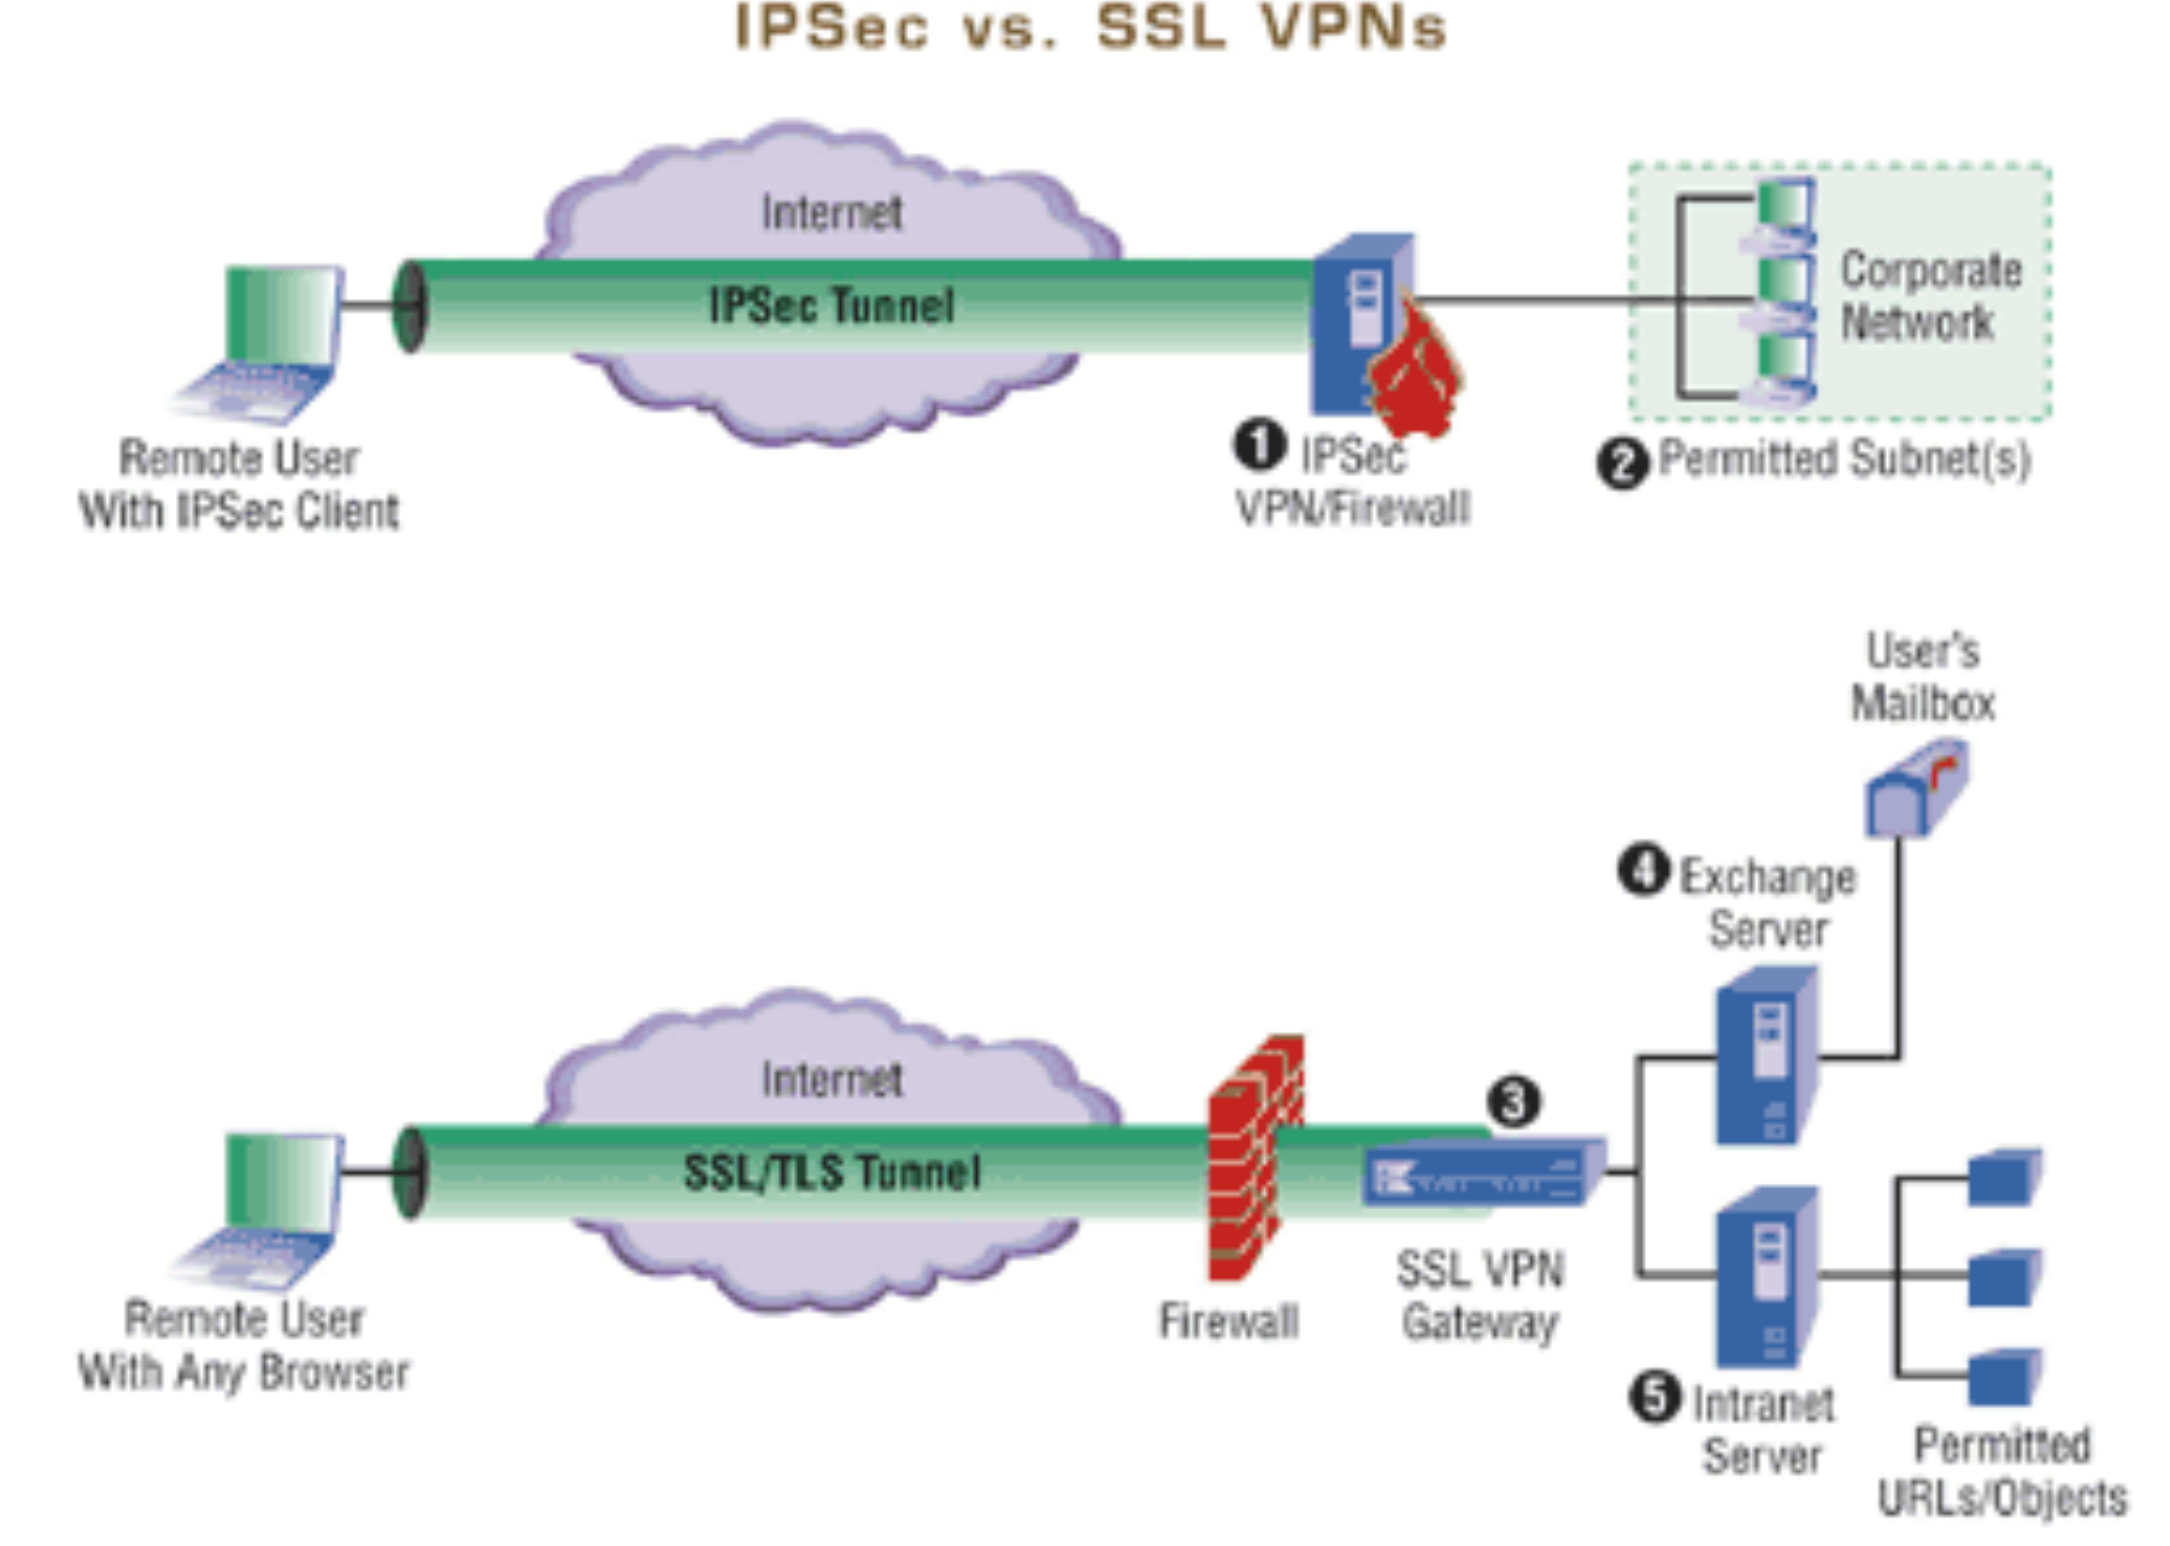 IPSec vs. SSL VPNs
Internet
IPSec Tunnel
Remote User
With IPSec Client
1 IPSec
VPN/Firewall
Corporate
Network
2 Permitted Subnet(s)
User's
Mailbox
4 Exchange
Server
Internet
SSL/TLS Tunnel
3
Remote User
With Any Browser
Firewall
SSL VPN
Gateway
5 Intranet
Server
Permitted
URLs/Objects